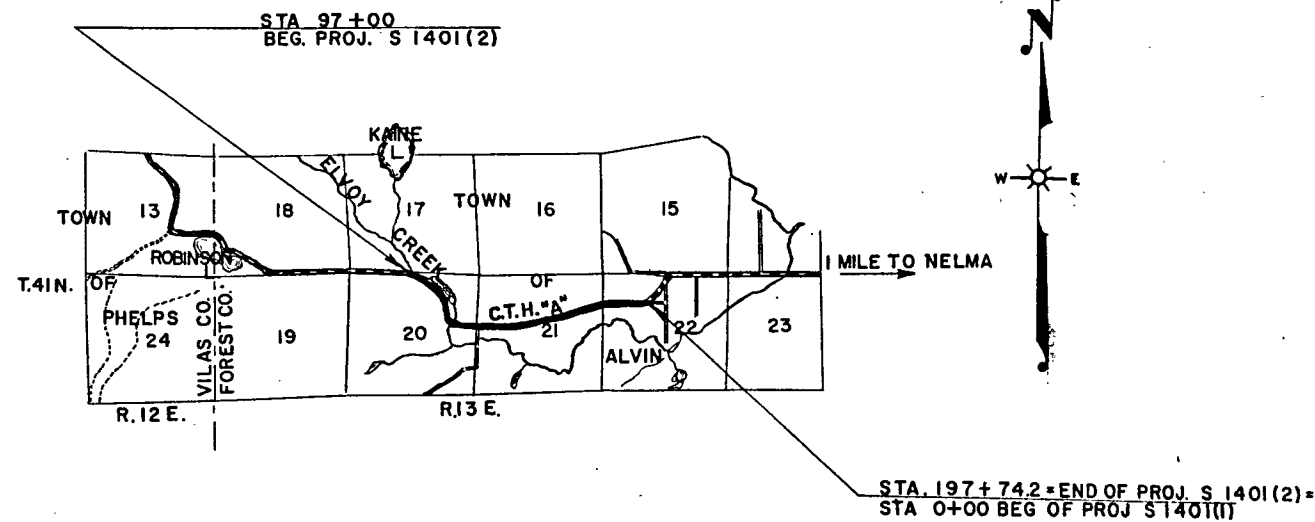 STA 97+00
BEG. PROJ. S 1401(2)
N
W E
KAINE
L.
ELVOY
CREEK
TOWN 13 18 17 TOWN 16 15
ROBINSON
T.41N. OF OF 1 MILE TO NELMA
C.T.H. "A"
PHELPS
24 VILAS CO. FOREST CO. 19 20 21 22 23
ALVIN
R.12 E. R.13 E.
STA. 197+74.2=END OF PROJ. S 1401(2)=
STA 0+00 BEG OF PROJ S 1401(1)